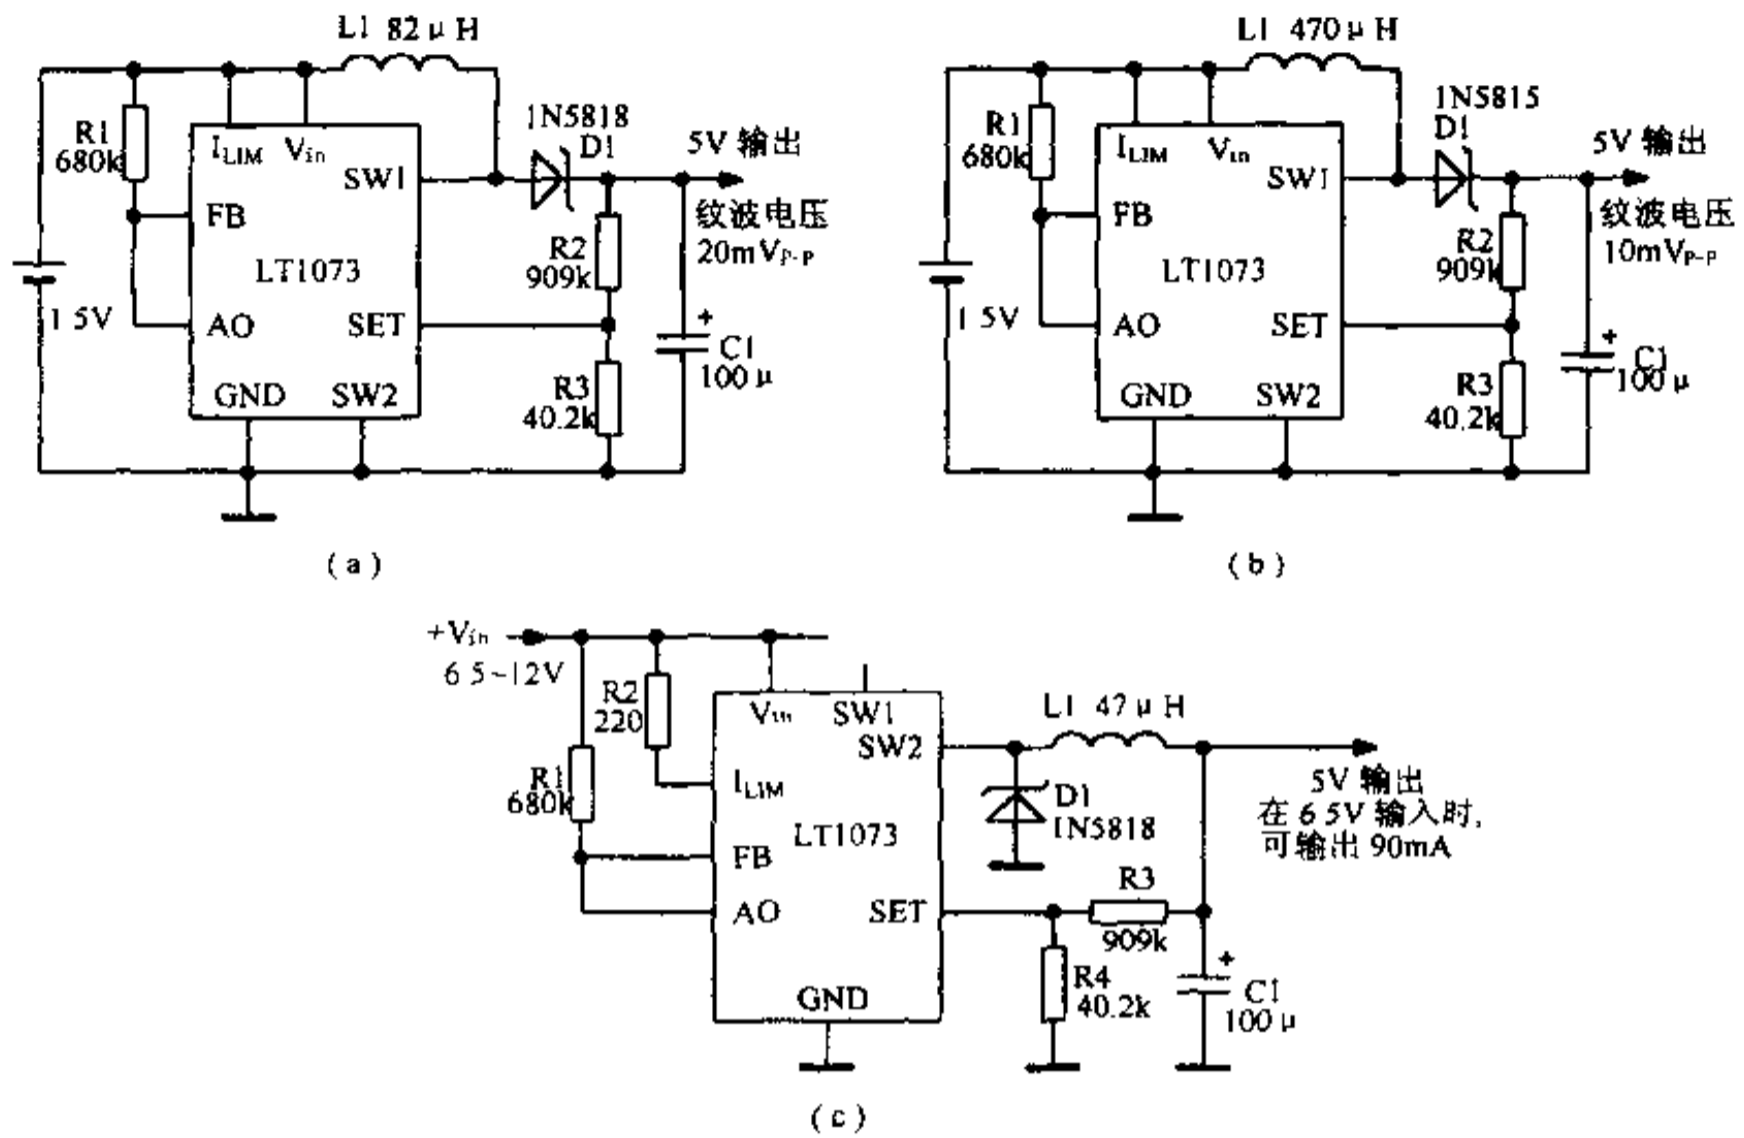 L1 82μH
R1
680k
ILIM
Vin
SW1
FB
LT1073
AO
SET
GND
SW2
1N5818
D1
5V 输出
纹波电压
20mVP-P
R2
909k
R3
40.2k
C1
100μ
1 5V
(a)
L1 470μH
R1
680k
ILIM
Vin
SW1
FB
LT1073
AO
SET
GND
SW2
1N5815
D1
5V 输出
纹波电压
10mVP-P
R2
909k
R3
40.2k
C1
100μ
1 5V
(b)
+Vin
6 5~12V
R2
220
R1
680k
Vin
SW1
SW2
ILIM
LT1073
FB
AO
SET
GND
L1 47μH
D1
1N5818
5V 输出
在 6 5V 输入时,
可输出 90mA
R3
909k
R4
40.2k
C1
100μ
(c)